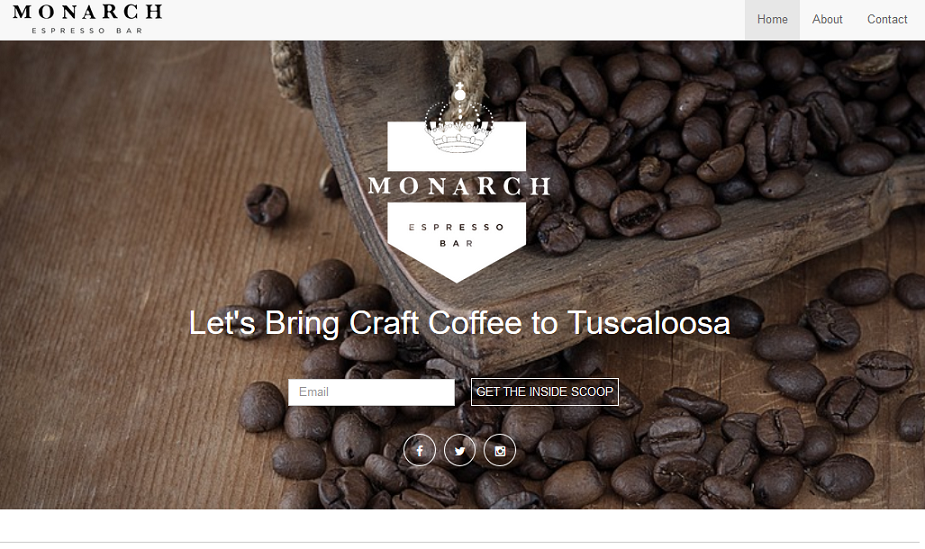 MONARCH
ESPRESSO BAR
Home About Contact
MONARCH
ESPRESSO
BAR
Let's Bring Craft Coffee to Tuscaloosa
Email GET THE INSIDE SCOOP